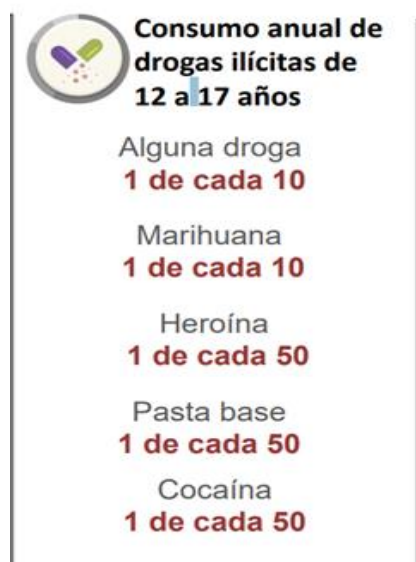 Consumo anual de
drogas ilícitas de
12 a 17 años
Alguna droga
1 de cada 10
Marihuana
1 de cada 10
Heroína
1 de cada 50
Pasta base
1 de cada 50
Cocaína
1 de cada 50